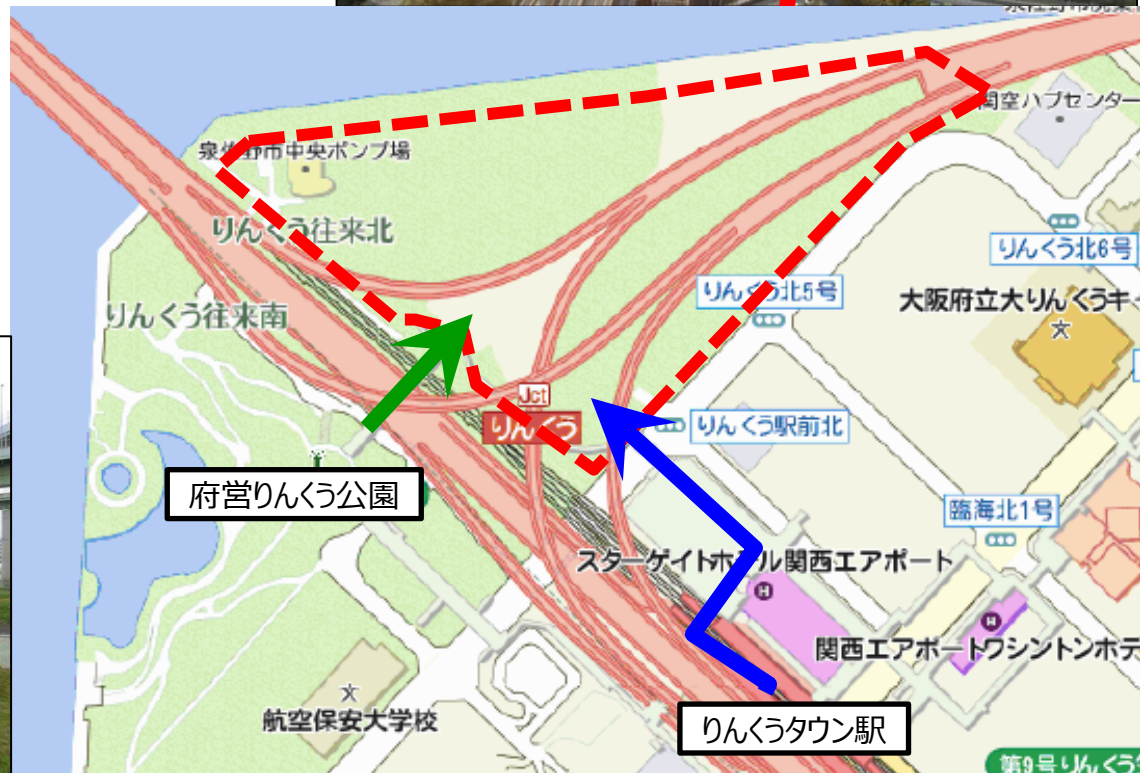 関空ハブセンター
泉佐野市中央ポンプ場
りんくう往来北
りんくう北6号
りんくう北5号
大阪府立大りんくうキ
りんくう往来南
Jct
りんくう
りんくう駅前北
府営りんくう公園
臨海北1号
スターゲイトホテル関西エアポート
H
H
関西エアポートワシントンホテ
航空保安大学校
りんくうタウン駅
第9号りんくう